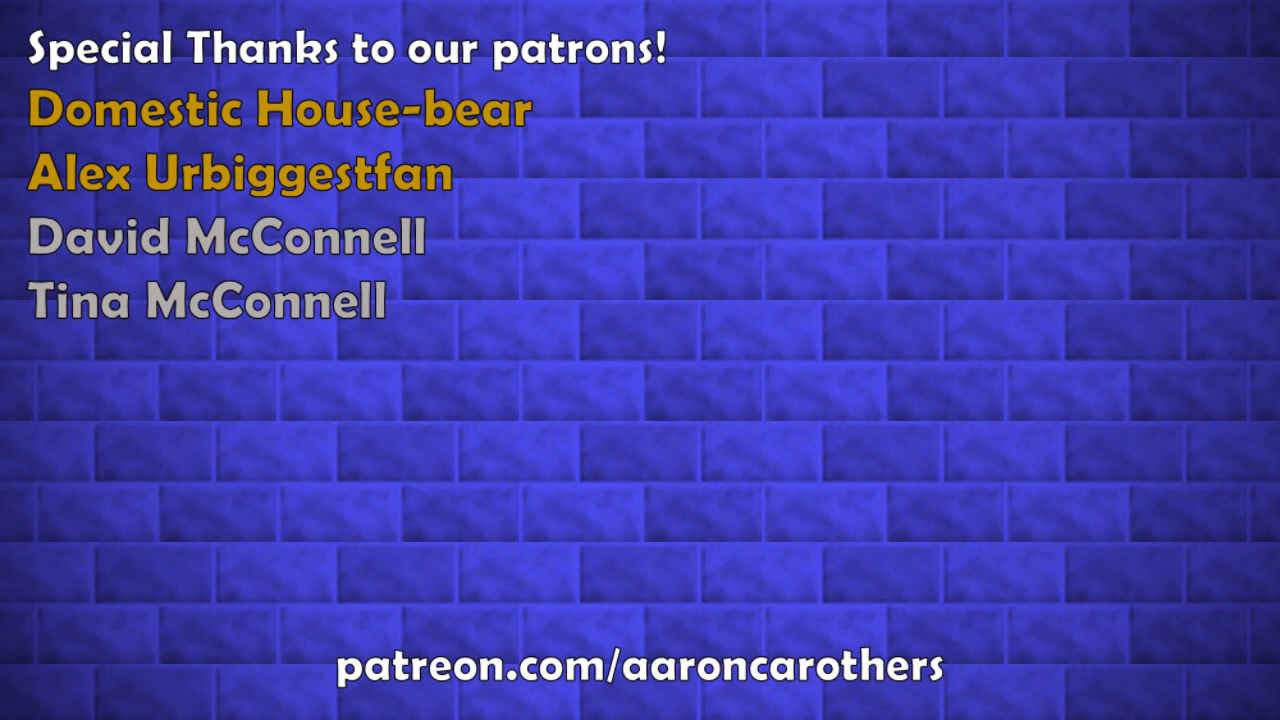 Special Thanks to our patrons!
Domestic House-bear
Alex Urbiggestfan
David McConnell
Tina McConnell
patreon.com/aaroncarothers